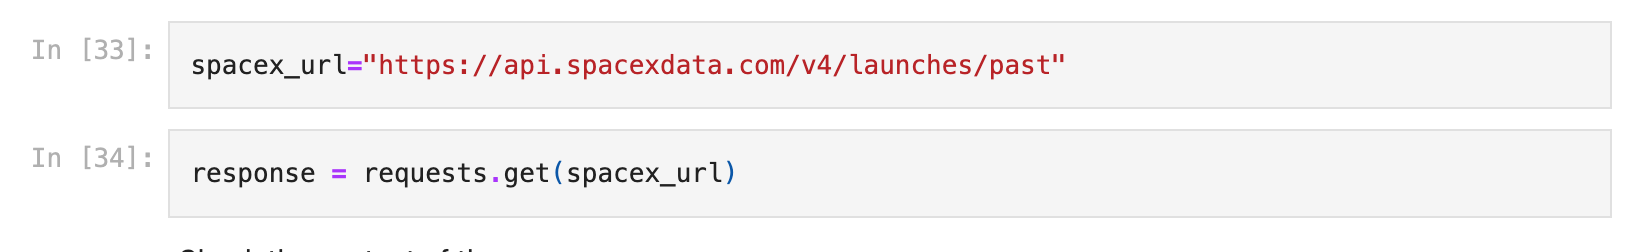 In [33]:
spacex_url="https://api.spacexdata.com/v4/launches/past"
In [34]:
response = requests.get(spacex_url)